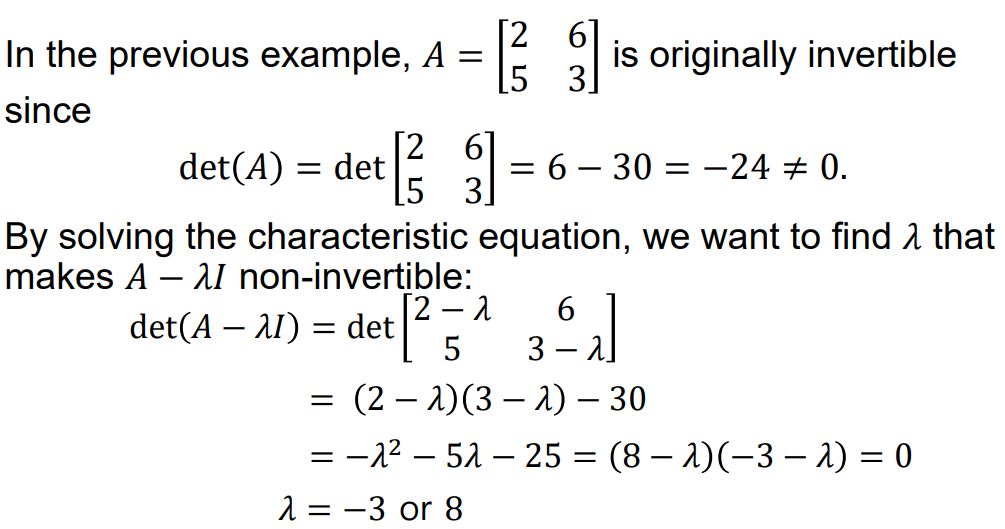 In the previous example, 𝐴 = [2 6; 5 3] is originally invertible
since
det(𝐴) = det [2 6; 5 3] = 6 − 30 = −24 ≠ 0.
By solving the characteristic equation, we want to find 𝜆 that
makes 𝐴 − 𝜆𝐼 non-invertible:
det(𝐴 − 𝜆𝐼) = det [2 − 𝜆 6; 5 3 − 𝜆]
= (2 − 𝜆)(3 − 𝜆) − 30
= −𝜆² − 5𝜆 − 25 = (8 − 𝜆)(−3 − 𝜆) = 0
𝜆 = −3 or 8